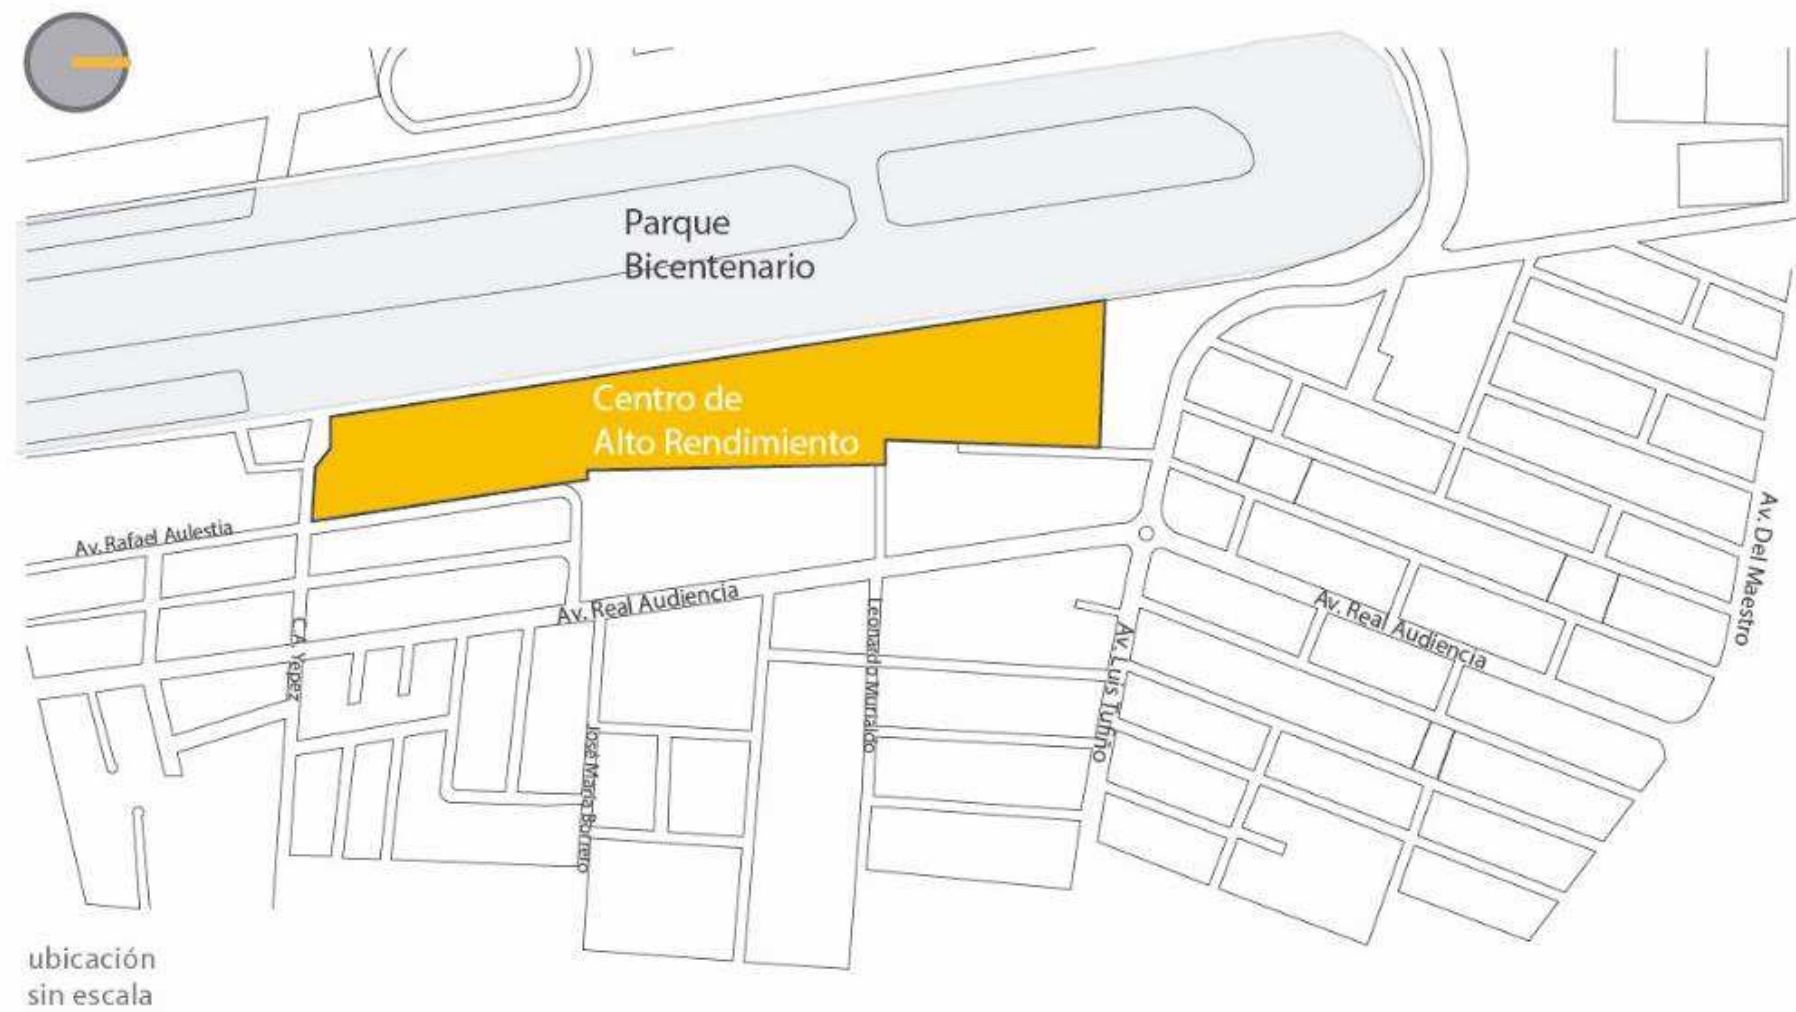 Parque
Bicentenario
Centro de
Alto Rendimiento
Av. Rafael Aulestia
Av. Real Audiencia
C.A. Yepez
José María Borrero
Leonardo Murialdo
Av. Luis Tufiño
Av. Real Audiencia
Av. Del Maestro
ubicación
sin escala